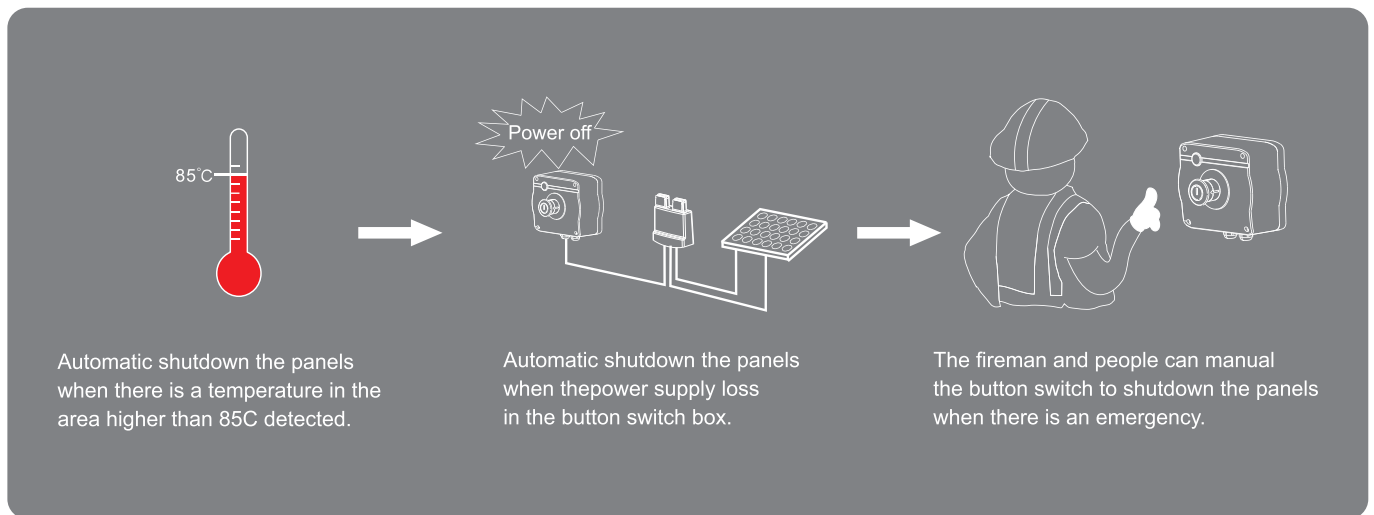 85°C
Power off
Automatic shutdown the panels
when there is a temperature in the
area higher than 85C detected.
Automatic shutdown the panels
when thepower supply loss
in the button switch box.
The fireman and people can manual
the button switch to shutdown the panels
when there is an emergency.